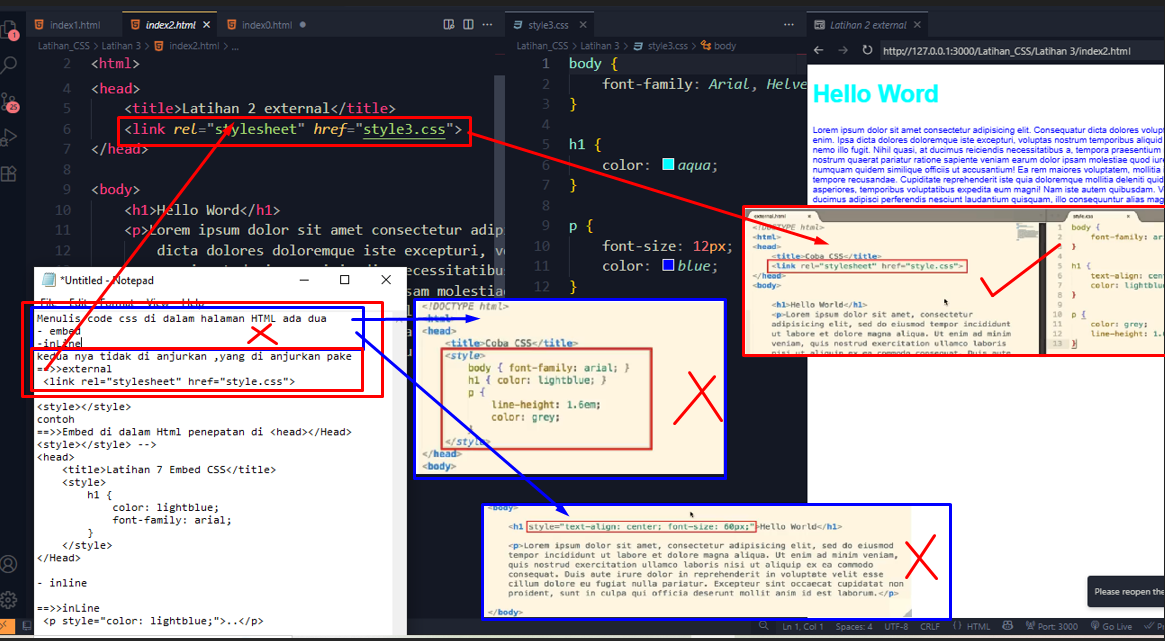 index1.html
index2.html
index0.html
Latihan_CSS > Latihan 3 > index2.html > ...
2 <html>
4 <head>
5 <title>Latihan 2 external</title>
6 <link rel="stylesheet" href="style3.css">
7 </head>
8
9 <body>
10 <h1>Hello Word</h1>
11 <p>Lorem ipsum dolor sit amet consectetur adip
12 dicta dolores doloremque iste excepturi, v
necessitatibus
am molestiae
style3.css
Latihan_CSS > Latihan 3 > style3.css > body
1 body {
2 font-family: Arial, Helve
3 }
4
5 h1 {
6 color: aqua;
7 }
8
9 p {
10 font-size: 12px;
11 color: blue;
12 }
Latihan 2 external
http://127.0.0.1:3000/Latihan_CSS/Latihan 3/index2.html
Hello Word
Lorem ipsum dolor sit amet consectetur adipisicing elit. Consequatur dicta dolores volupt
enim. Ipsa dicta dolores doloremque iste excepturi, voluptas nostrum temporibus aliquid
nemo illo fugit. Nihil quasi, at ducimus reiciendis necessitatibus a, tempora praesentium
nostrum quaerat pariatur ratione sapiente veniam earum dolor ipsam molestiae quod iure
numquam quidem similique officiis ut accusantium! Ea rem maiores voluptatem, mollitia
tempore recusandae. Cupiditate reprehenderit iste quia doloremque mollitia deleniti quid
asperiores, temporibus voluptatibus expedita eum magni! Nam iste autem quibusdam. V
ducimus adipisci perferendis nesciunt laudantium quisquam, illo consequuntur alias mag
external.html
style.css
<!DOCTYPE html>
<html>
<head>
<title>Coba CSS</title>
<link rel="stylesheet" href="style.css">
</head>
<body>
<h1>Hello World</h1>
<p>Lorem ipsum dolor sit amet, consectetur
adipisicing elit, sed do eiusmod tempor incididunt
ut labore et dolore magna aliqua. Ut enim ad minim
veniam, quis nostrud exercitation ullamco laboris
1 body {
2 font-family: ar
3 }
h1 {
text-align: cente
color: lightblue;
}
p {
color: grey;
line-height: 1.
13 }
*Untitled - Notepad
File Edit Format View Help
Menulis code css di dalam halaman HTML ada dua
- embed
-inLine
kedua nya tidak di anjurkan ,yang di anjurkan pake
==>>external
<link rel="stylesheet" href="style.css">
<style></style>
contoh
==>>Embed di dalam Html penepatan di <head></Head>
<style></style> -->
<head>
<title>Latihan 7 Embed CSS</title>
<style>
h1 {
color: lightblue;
font-family: arial;
}
</style>
</Head>
- inline
==>>inLine
<p style="color: lightblue;">..</p>
<!DOCTYPE html>
<html>
<head>
<title>Coba CSS</title>
<style>
body { font-family: arial; }
h1 { color: lightblue; }
p {
line-height: 1.6em;
color: grey;
}
</style>
</head>
<body>
<body>
<h1 style="text-align: center; font-size: 60px;">Hello World</h1>
<p>Lorem ipsum dolor sit amet, consectetur adipisicing elit, sed do eiusmod
tempor incididunt ut labore et dolore magna aliqua. Ut enim ad minim veniam,
quis nostrud exercitation ullamco laboris nisi ut aliquip ex ea commodo
consequat. Duis aute irure dolor in reprehenderit in voluptate velit esse
cillum dolore eu fugiat nulla pariatur. Excepteur sint occaecat cupidatat non
proident, sunt in culpa qui officia deserunt mollit anim id est laborum.</p>
</body>
Please reopen the
Ln 1, Col 1 Spaces: 4 UTF-8 CRLF HTML Port: 3000 Go Live
1
25